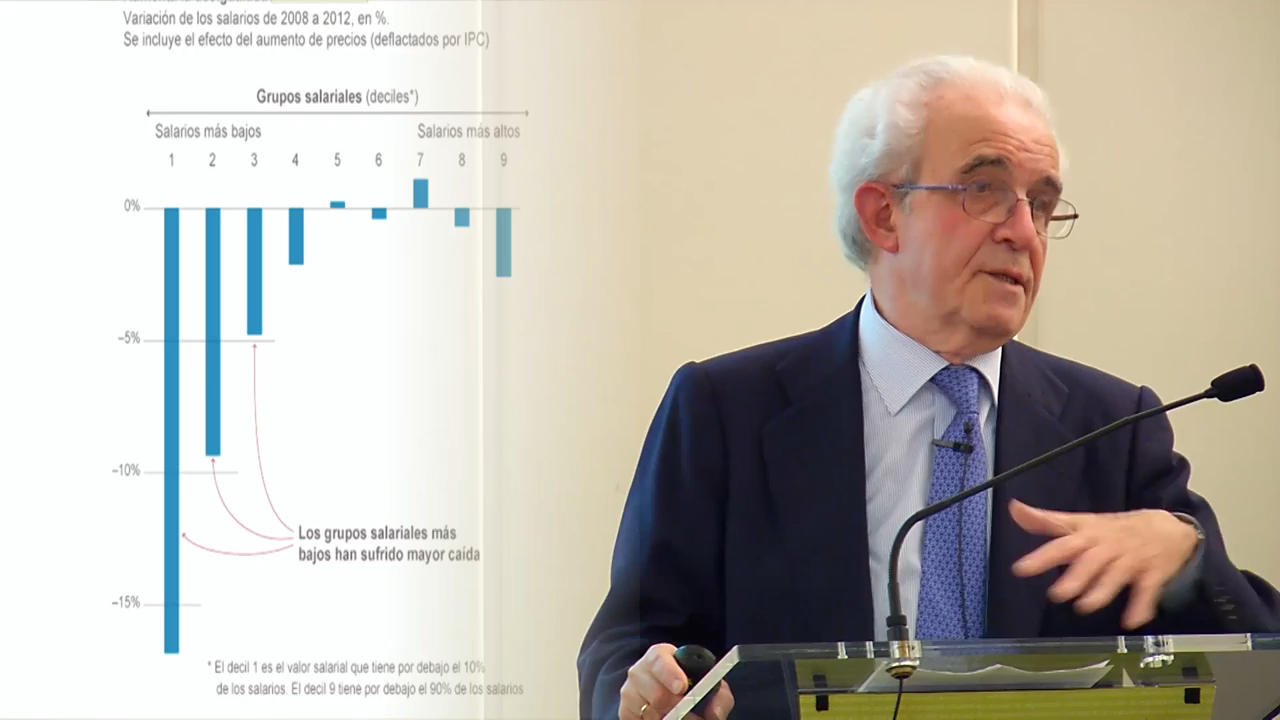 Variación de los salarios de 2008 a 2012, en %.
Se incluye el efecto del aumento de precios (deflactados por IPC)
Grupos salariales (deciles*)
Salarios más bajos Salarios más altos
1 2 3 4 5 6 7 8 9
0%
–5%
–10%
Los grupos salariales más
bajos han sufrido mayor caída
–15%
* El decil 1 es el valor salarial que tiene por debajo el 10%
de los salarios. El decil 9 tiene por debajo el 90% de los salarios